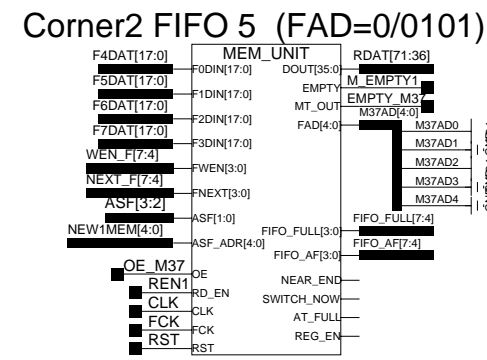 Corner2 FIFO 5 (FAD=0/0101)
MEM_UNIT
F4DAT[17:0]
F5DAT[17:0]
F6DAT[17:0]
F7DAT[17:0]
WEN_F[7:4]
NEXT_F[7:4]
ASF[3:2]
NEW1MEM[4:0]
OE_M37
REN1
CLK
FCK
RST
F0DIN[17:0]
F1DIN[17:0]
F2DIN[17:0]
F3DIN[17:0]
FWEN[3:0]
FNEXT[3:0]
ASF[1:0]
ASF_ADR[4:0]
OE
RD_EN
CLK
FCK
RST
DOUT[35:0]
EMPTY
MT_OUT
FAD[4:0]
FIFO_FULL[3:0]
FIFO_AF[3:0]
NEAR_END
SWITCH_NOW
AT_FULL
REG_EN
RDAT[71:36]
M_EMPTY1
EMPTY_M37
M37AD[4:0]
M37AD0
M37AD1
M37AD2
M37AD3
M37AD4
FIFO_FULL[7:4]
FIFO_AF[7:4]